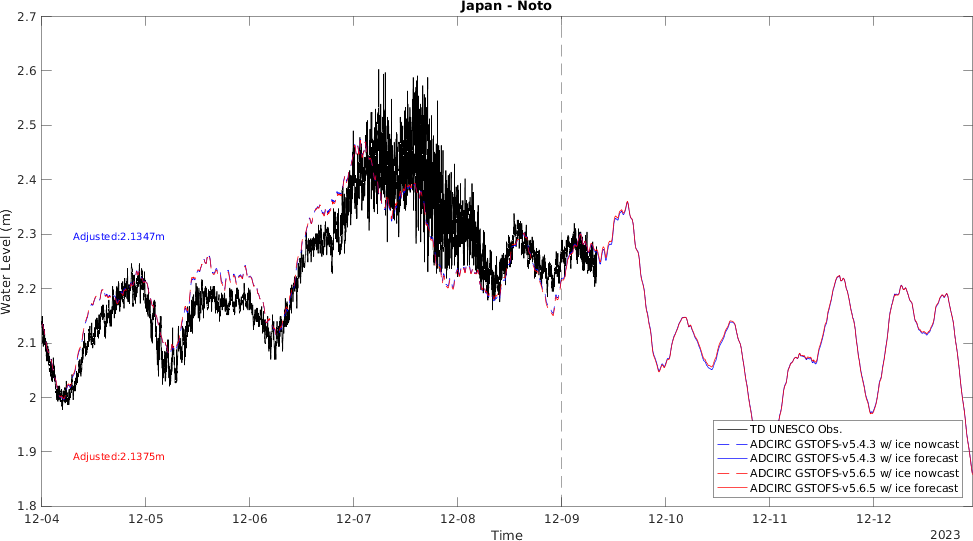 Japan - Noto
2.7
2.6
2.5
2.4
2.3
2.2
2.1
2
1.9
1.8
Water Level (m)
Adjusted:2.1347m
Adjusted:2.1375m
TD UNESCO Obs.
ADCIRC GSTOFS-v5.4.3 w/ ice nowcast
ADCIRC GSTOFS-v5.4.3 w/ ice forecast
ADCIRC GSTOFS-v5.6.5 w/ ice nowcast
ADCIRC GSTOFS-v5.6.5 w/ ice forecast
12-04 12-05 12-06 12-07 12-08 12-09 12-10 12-11 12-12
Time
2023